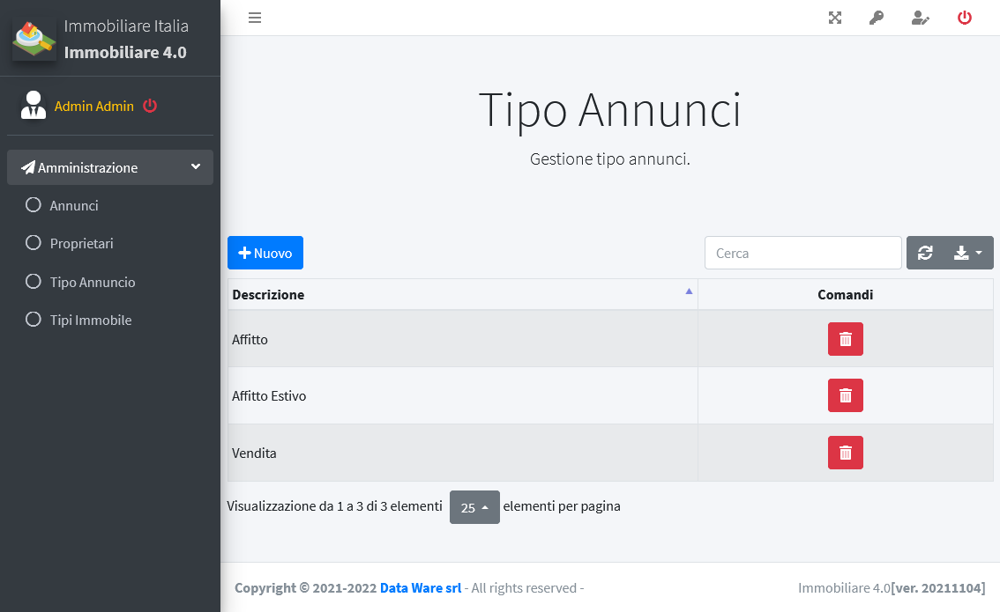 Immobiliare Italia
Immobiliare 4.0
Admin Admin
Amministrazione
Annunci
Proprietari
Tipo Annuncio
Tipi Immobile
Tipo Annunci
Gestione tipo annunci.
Nuovo
Cerca
Descrizione Comandi
Affitto
Affitto Estivo
Vendita
Visualizzazione da 1 a 3 di 3 elementi 25 elementi per pagina
Copyright © 2021-2022 Data Ware srl - All rights reserved - Immobiliare 4.0[ver. 20211104]